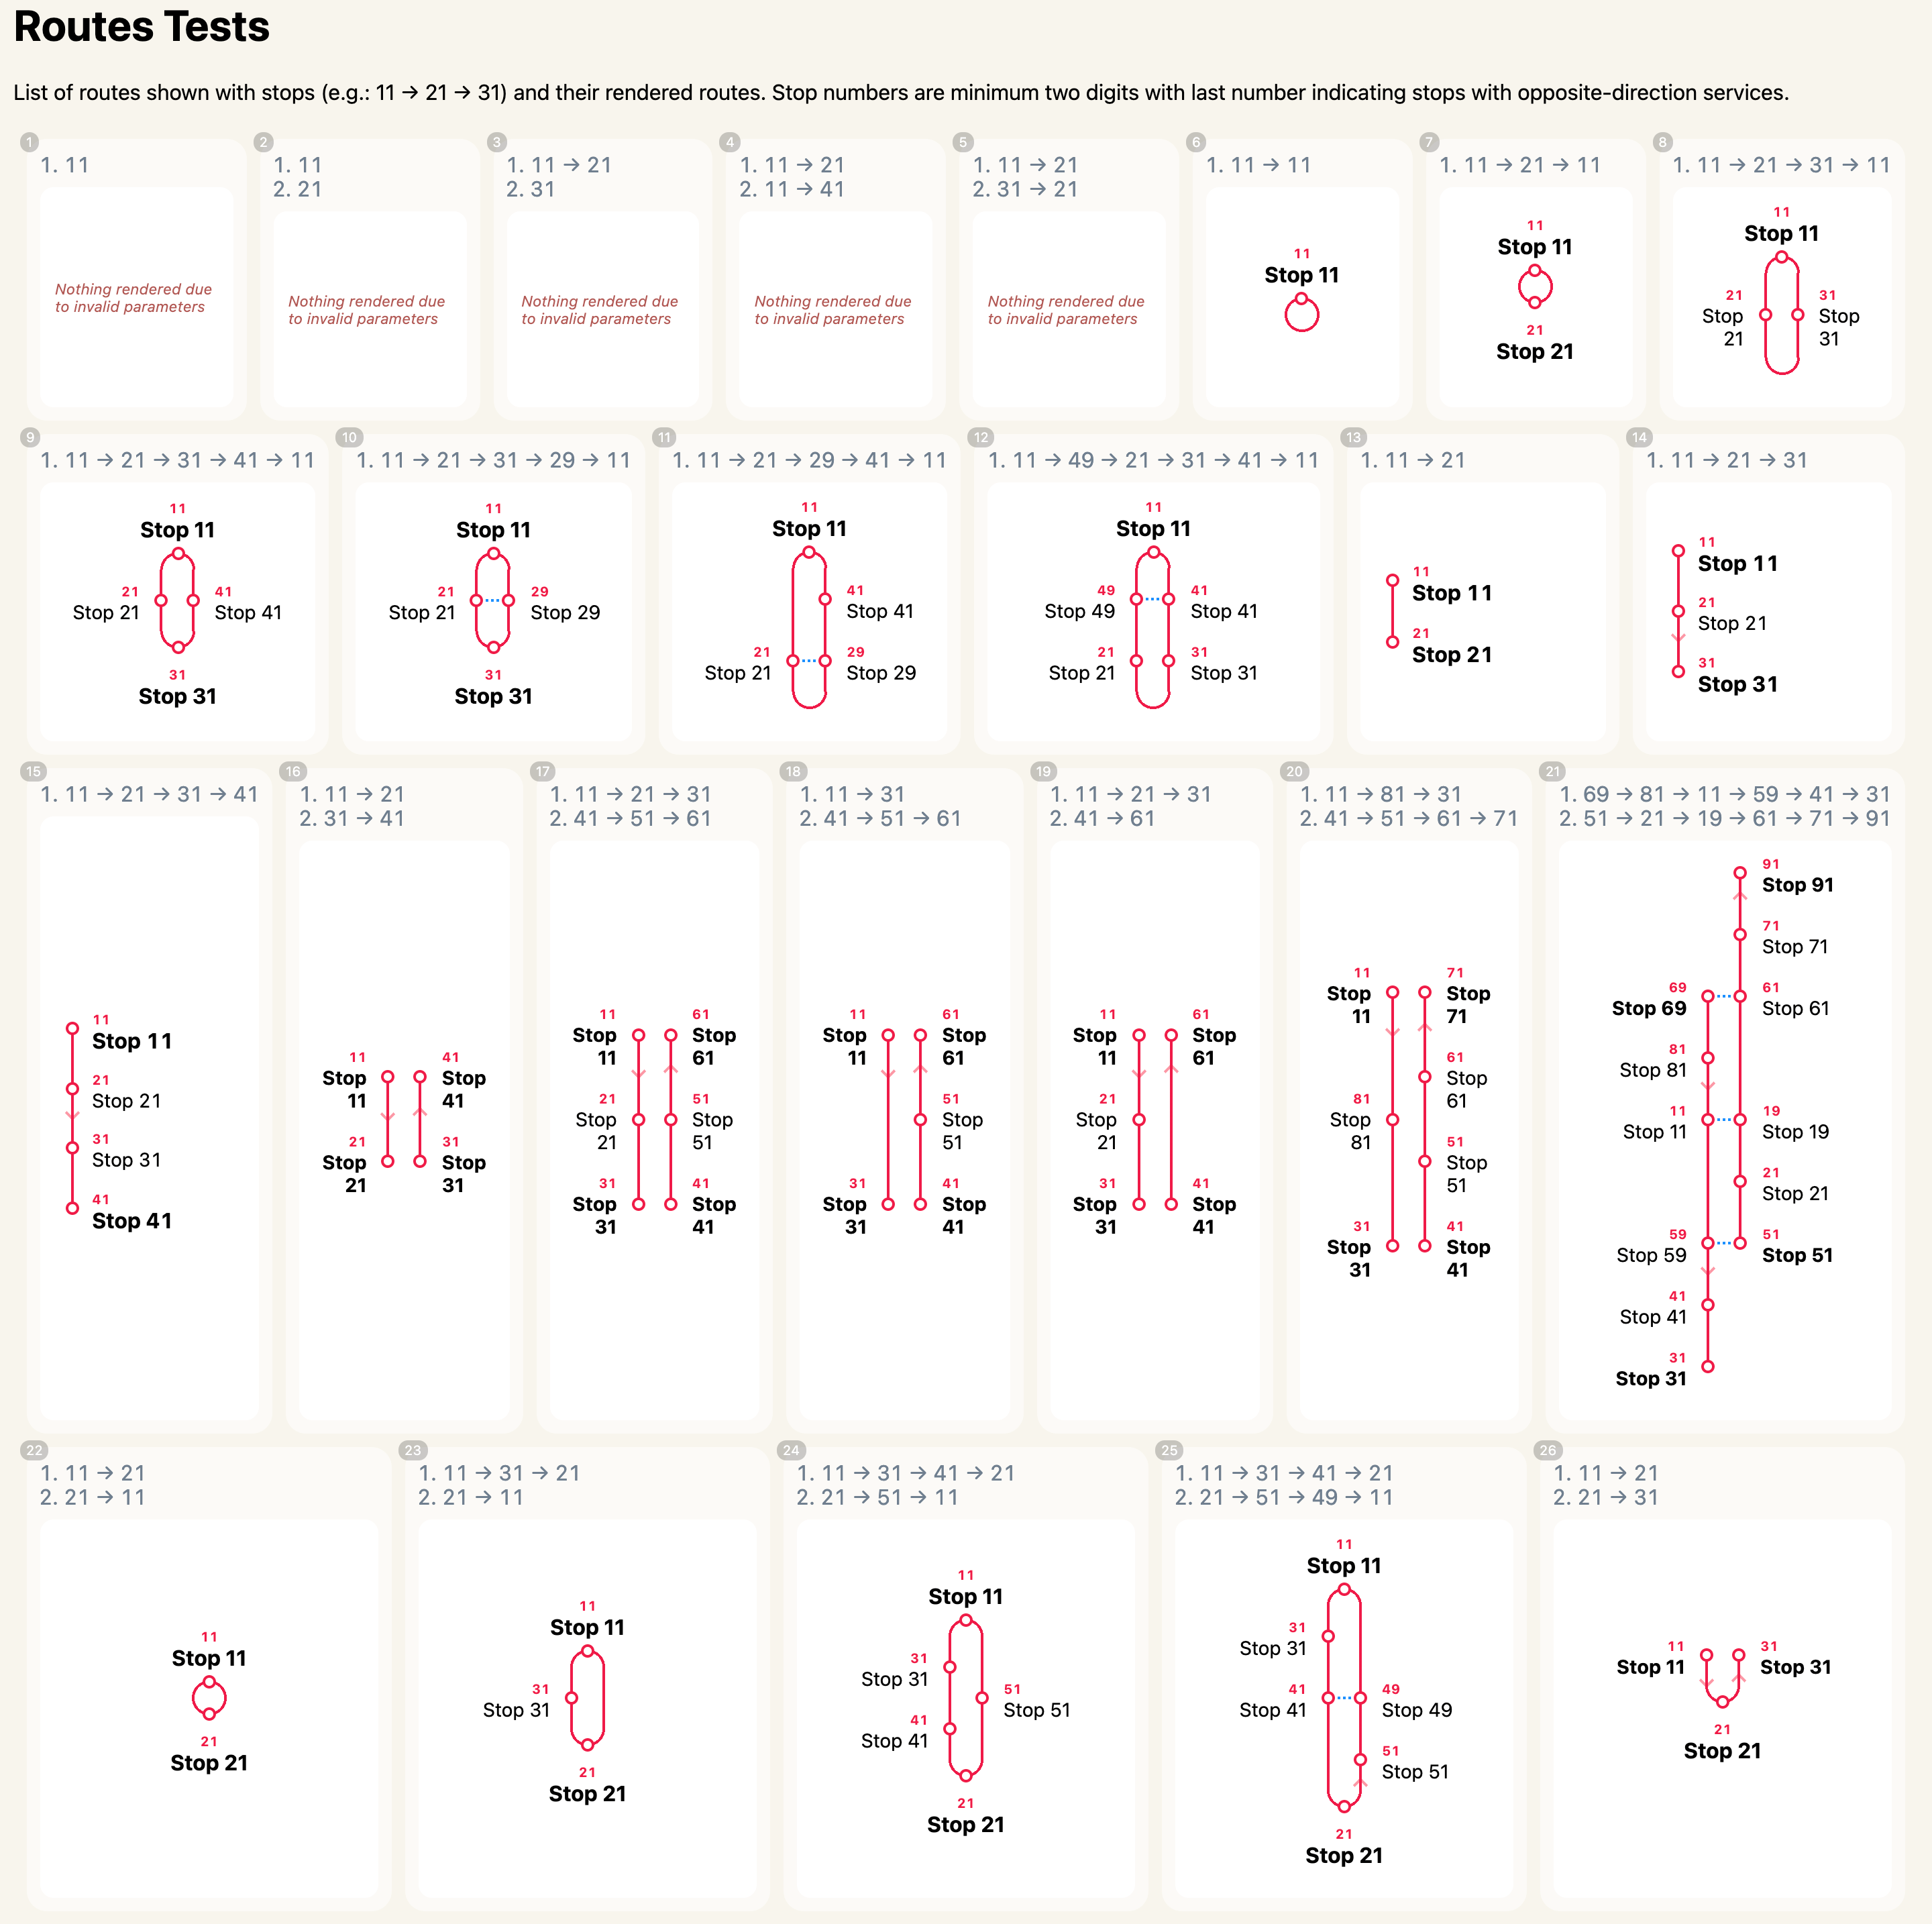 Routes Tests
List of routes shown with stops (e.g.: 11 → 21 → 31) and their rendered routes. Stop numbers are minimum two digits with last number indicating stops with opposite-direction services.
1
1. 11
Nothing rendered due
to invalid parameters
2
1. 11
2. 21
Nothing rendered due
to invalid parameters
3
1. 11 → 21
2. 31
Nothing rendered due
to invalid parameters
4
1. 11 → 21
2. 11 → 41
Nothing rendered due
to invalid parameters
5
1. 11 → 21
2. 31 → 21
Nothing rendered due
to invalid parameters
6
1. 11 → 11
11
Stop 11
7
1. 11 → 21 → 11
11
Stop 11
21
Stop 21
8
1. 11 → 21 → 31 → 11
11
Stop 11
21
Stop
21
31
Stop
31
9
1. 11 → 21 → 31 → 41 → 11
11
Stop 11
21
Stop 21
41
Stop 41
31
Stop 31
10
1. 11 → 21 → 31 → 29 → 11
11
Stop 11
21
Stop 21
29
Stop 29
31
Stop 31
11
1. 11 → 21 → 29 → 41 → 11
11
Stop 11
41
Stop 41
21
Stop 21
29
Stop 29
12
1. 11 → 49 → 21 → 31 → 41 → 11
11
Stop 11
49
Stop 49
41
Stop 41
21
Stop 21
31
Stop 31
13
1. 11 → 21
11
Stop 11
21
Stop 21
14
1. 11 → 21 → 31
11
Stop 11
21
Stop 21
31
Stop 31
15
1. 11 → 21 → 31 → 41
11
Stop 11
21
Stop 21
31
Stop 31
41
Stop 41
16
1. 11 → 21
2. 31 → 41
11
Stop
11
41
Stop
41
21
Stop
21
31
Stop
31
17
1. 11 → 21 → 31
2. 41 → 51 → 61
11
Stop
11
61
Stop
61
21
Stop
21
51
Stop
51
31
Stop
31
41
Stop
41
18
1. 11 → 31
2. 41 → 51 → 61
11
Stop
11
61
Stop
61
51
Stop
51
31
Stop
31
41
Stop
41
19
1. 11 → 21 → 31
2. 41 → 61
11
Stop
11
61
Stop
61
21
Stop
21
31
Stop
31
41
Stop
41
20
1. 11 → 81 → 31
2. 41 → 51 → 61 → 71
11
Stop
11
71
Stop
71
61
Stop
61
81
Stop
81
51
Stop
51
31
Stop
31
41
Stop
41
21
1. 69 → 81 → 11 → 59 → 41 → 31
2. 51 → 21 → 19 → 61 → 71 → 91
91
Stop 91
71
Stop 71
69
Stop 69
61
Stop 61
81
Stop 81
11
Stop 11
19
Stop 19
21
Stop 21
59
Stop 59
51
Stop 51
41
Stop 41
31
Stop 31
22
1. 11 → 21
2. 21 → 11
11
Stop 11
21
Stop 21
23
1. 11 → 31 → 21
2. 21 → 11
11
Stop 11
31
Stop 31
21
Stop 21
24
1. 11 → 31 → 41 → 21
2. 21 → 51 → 11
11
Stop 11
31
Stop 31
51
Stop 51
41
Stop 41
21
Stop 21
25
1. 11 → 31 → 41 → 21
2. 21 → 51 → 49 → 11
11
Stop 11
31
Stop 31
41
Stop 41
49
Stop 49
51
Stop 51
21
Stop 21
26
1. 11 → 21
2. 21 → 31
11
Stop 11
31
Stop 31
21
Stop 21